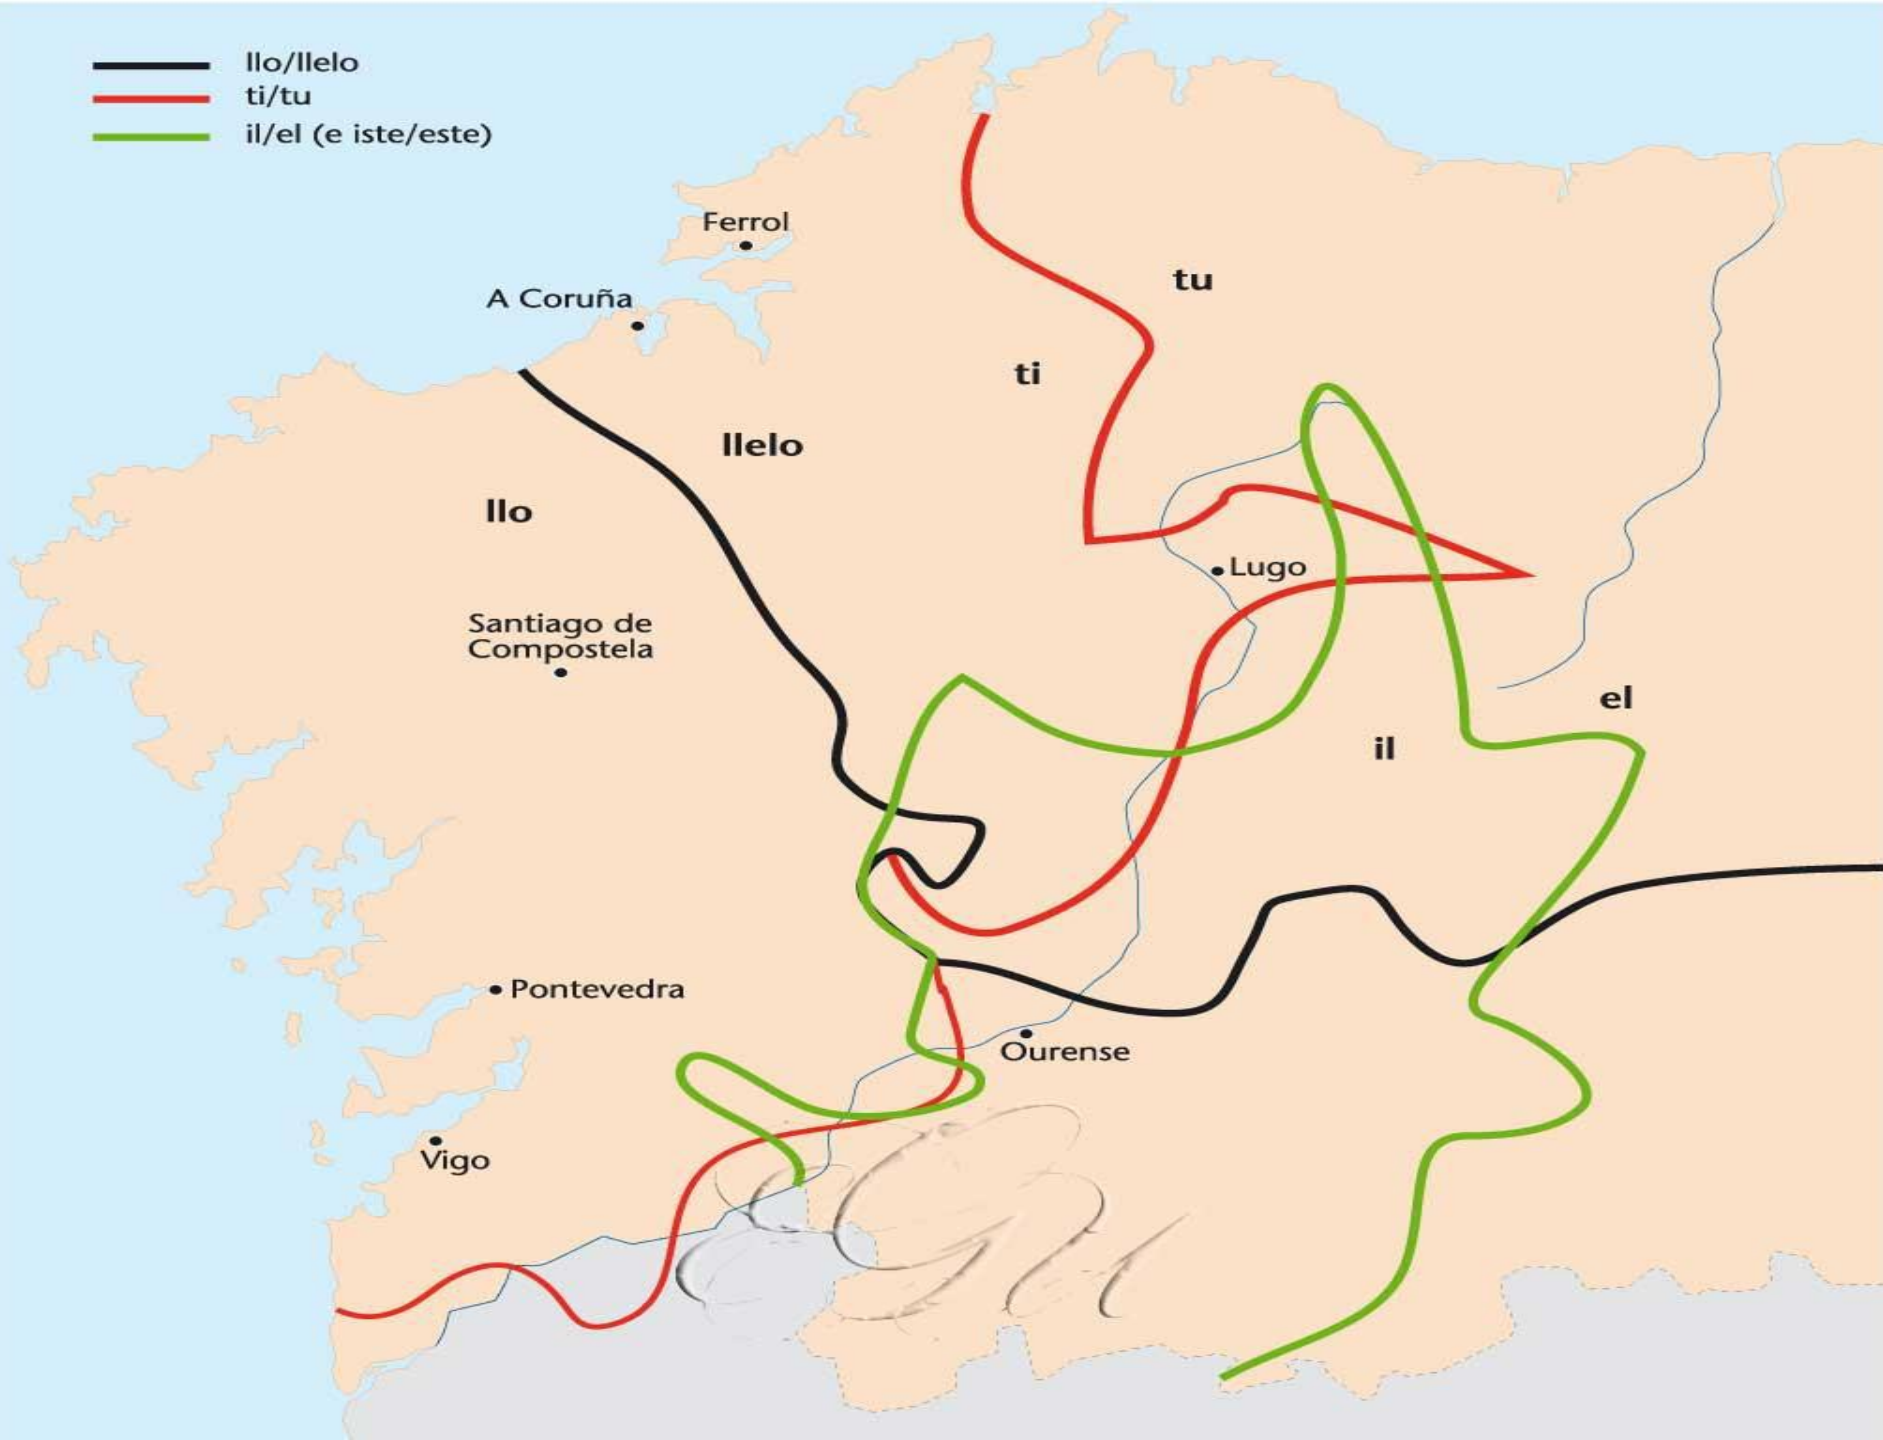 llo/llelo
ti/tu
il/el (e iste/este)
Ferrol
tu
A Coruña
ti
llelo
llo
Lugo
Santiago de
Compostela
el
il
Pontevedra
Ourense
Vigo